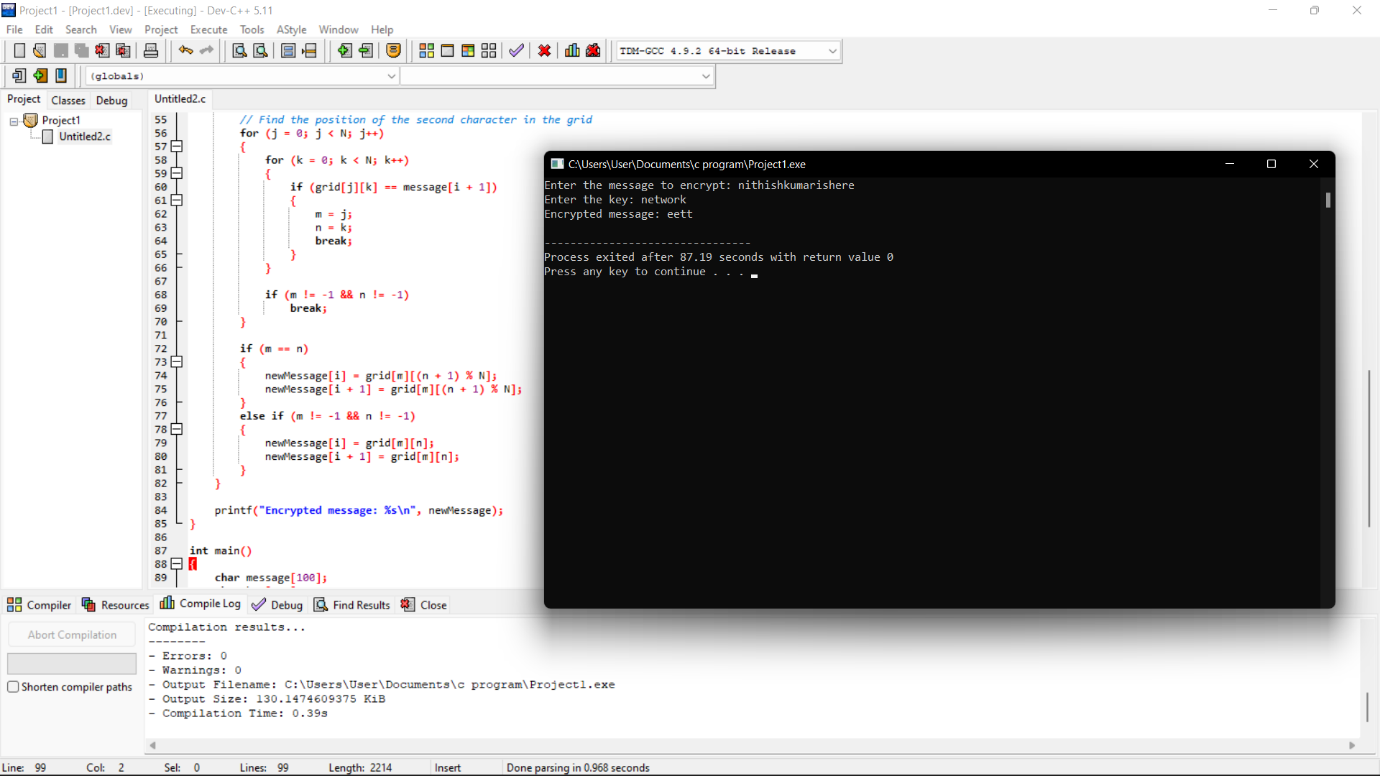 Project1 - [Project1.dev] - [Executing] - Dev-C++ 5.11
File Edit Search View Project Execute Tools AStyle Window Help
TDM-GCC 4.9.2 64-bit Release
(globals)
Project Classes Debug
Untitled2.c
Project1
Untitled2.c
55 // Find the position of the second character in the grid
56 for (j = 0; j < N; j++)
57 {
58 for (k = 0; k < N; k++)
59 {
60 if (grid[j][k] == message[i + 1])
61 {
62 m = j;
63 n = k;
64 break;
65 }
66 }
67
68 if (m != -1 && n != -1)
69 break;
70 }
71
72 if (m == n)
73 {
74 newMessage[i] = grid[m][(n + 1) % N];
75 newMessage[i + 1] = grid[m][(n + 1) % N];
76 }
77 else if (m != -1 && n != -1)
78 {
79 newMessage[i] = grid[m][n];
80 newMessage[i + 1] = grid[m][n];
81 }
82 }
83
84 printf("Encrypted message: %s\n", newMessage);
85 }
86
87 int main()
88 {
89 char message[100];
C:\Users\User\Documents\c program\Project1.exe
Enter the message to encrypt: nithishkumarishere
Enter the key: network
Encrypted message: eett
--------------------------------
Process exited after 87.19 seconds with return value 0
Press any key to continue . . .
Compiler Resources Compile Log Debug Find Results Close
Abort Compilation
Shorten compiler paths
Compilation results...
--------
- Errors: 0
- Warnings: 0
- Output Filename: C:\Users\User\Documents\c program\Project1.exe
- Output Size: 130.1474609375 KiB
- Compilation Time: 0.39s
Line: 99 Col: 2 Sel: 0 Lines: 99 Length: 2214 Insert Done parsing in 0.968 seconds